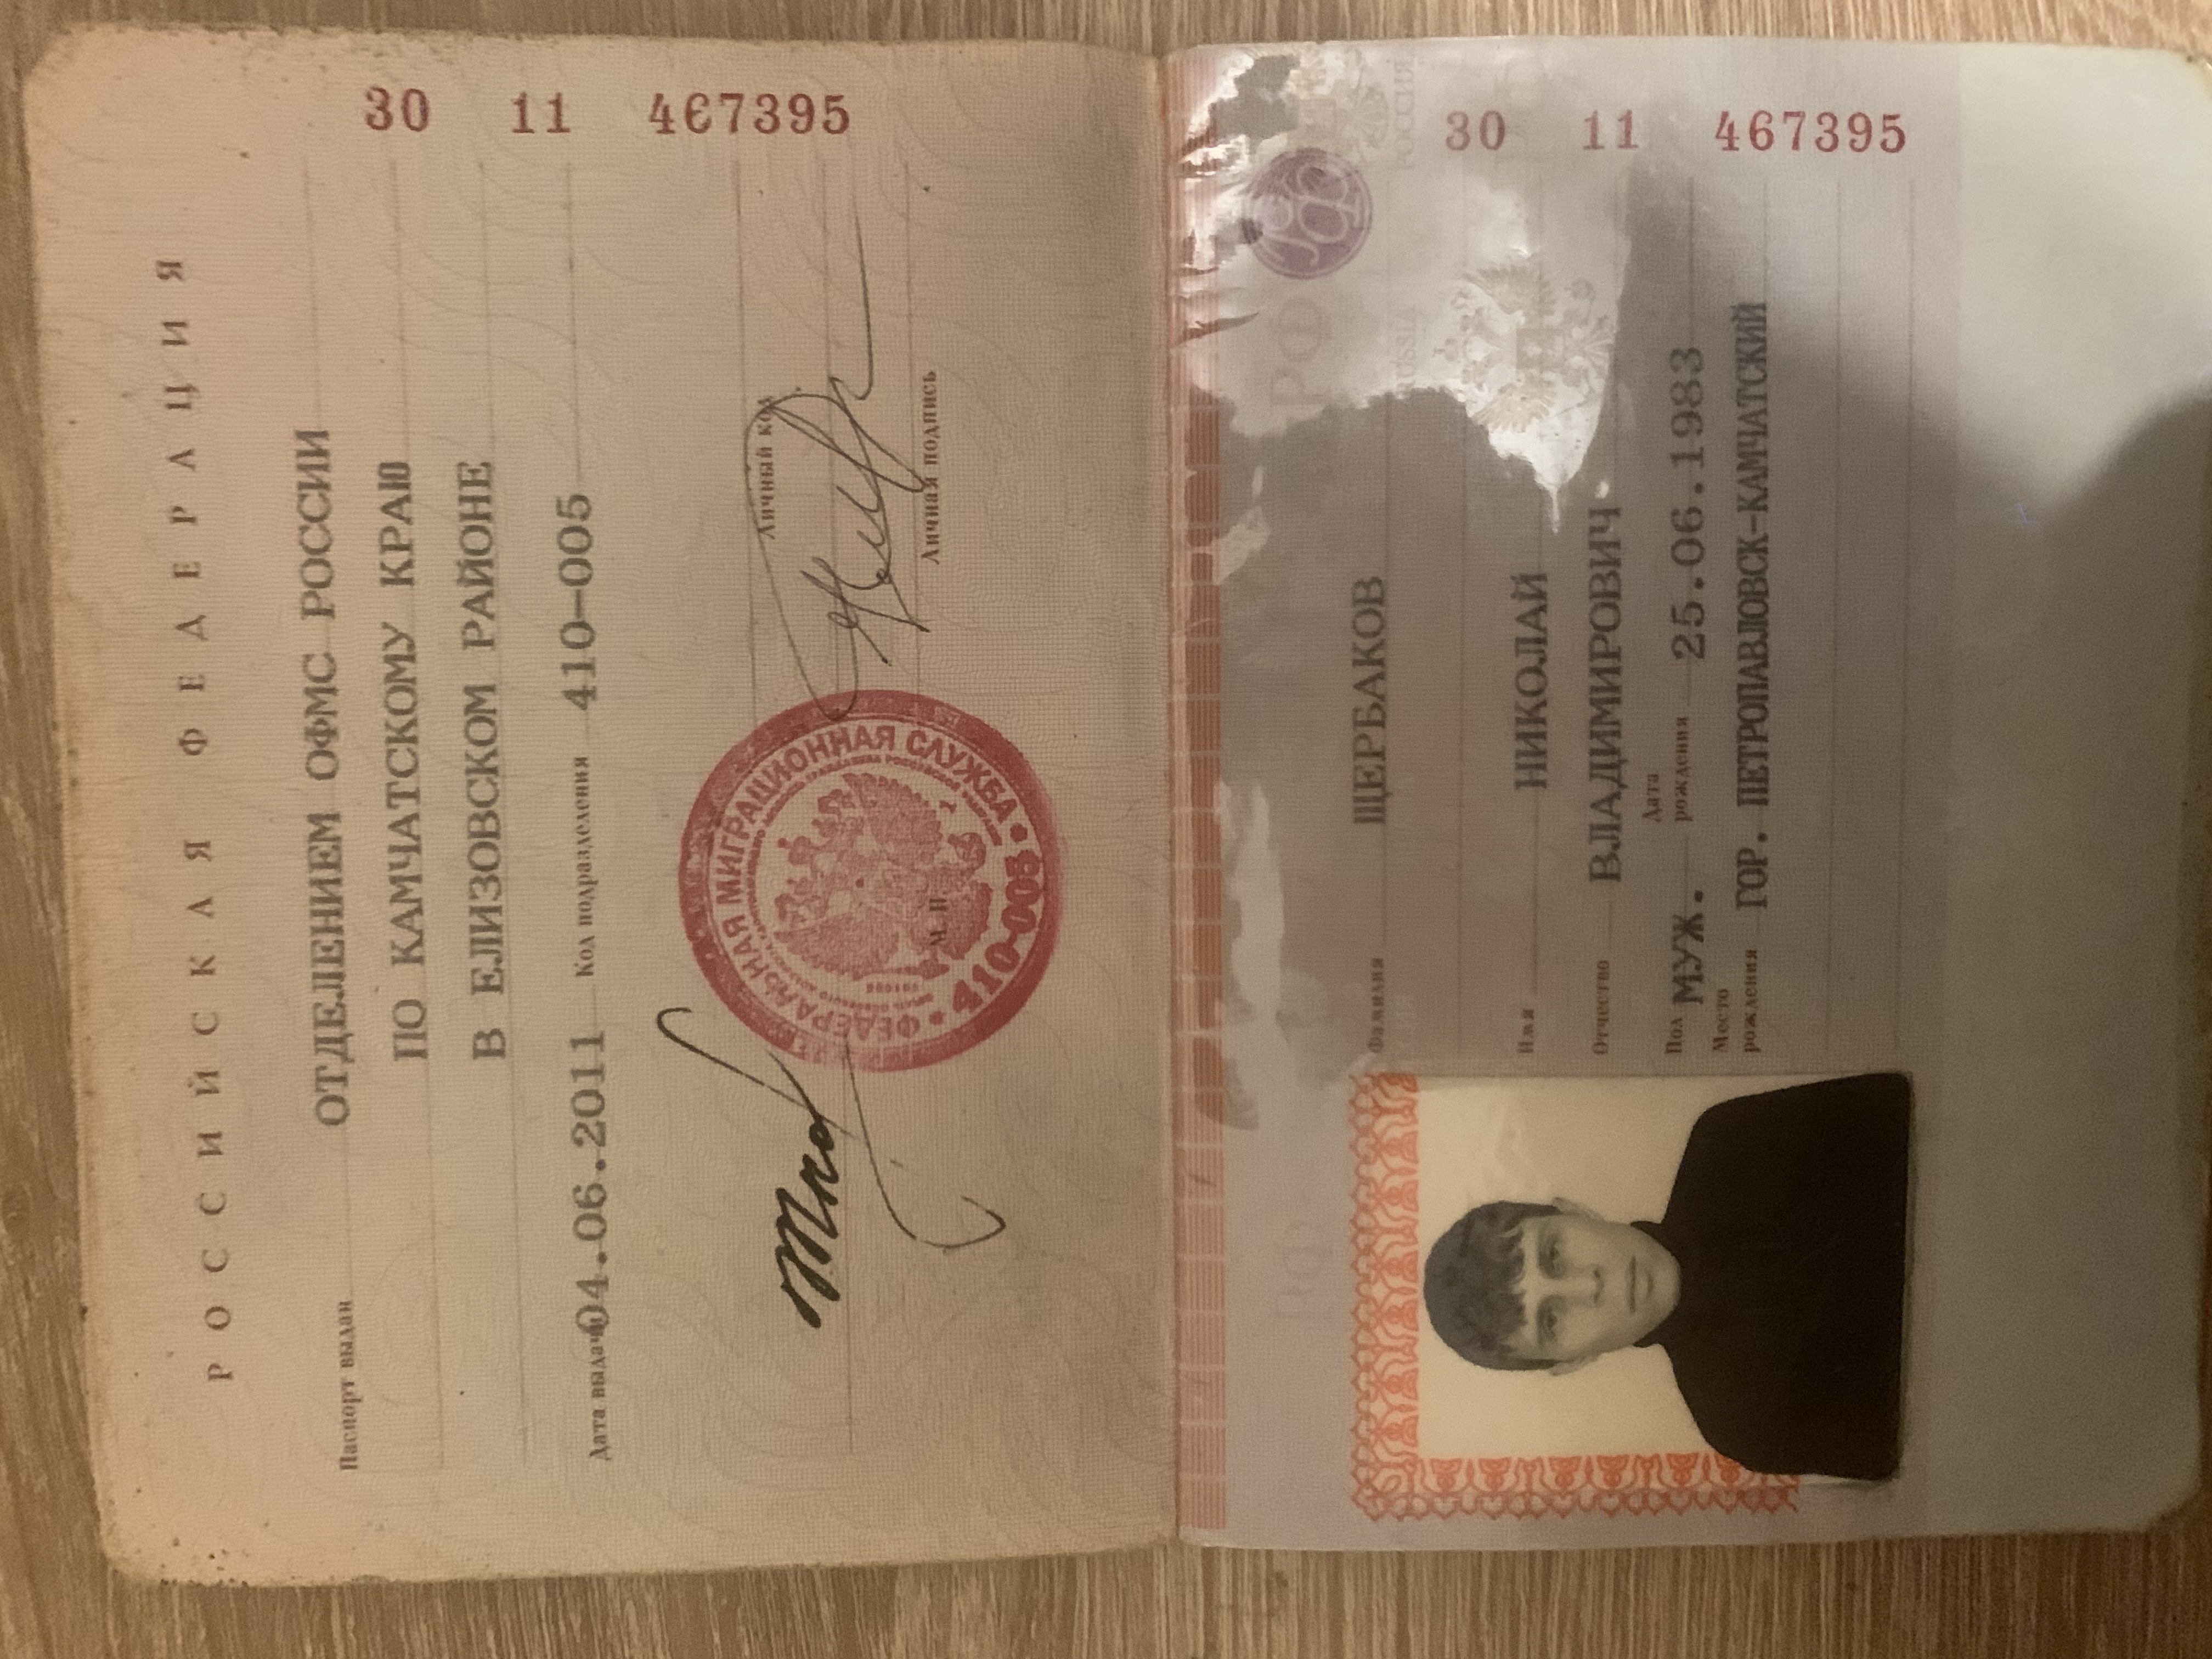 РОССИЙСКАЯ ФЕДЕРАЦИЯ
Паспорт выдан ОТДЕЛЕНИЕМ ОФМС РОССИИ
ПО КАМЧАТСКОМУ КРАЮ
В ЕЛИЗОВСКОМ РАЙОНЕ
Дата выдачи 04.06.2011 Код подразделения 410-005
30 11 467395
ФЕДЕРАЛЬНАЯ МИГРАЦИОННАЯ СЛУЖБА
410-005
М. П.
Личный код
Личная подпись
РФ РФ
Фамилия ЩЕРБАКОВ
RUSSIA РОССИЯ
Имя НИКОЛАЙ
Отчество ВЛАДИМИРОВИЧ
Пол МУЖ. Дата рождения 25.06.1983
Место рождения ГОР. ПЕТРОПАВЛОВСК-КАМЧАТСКИЙ
30 11 467395